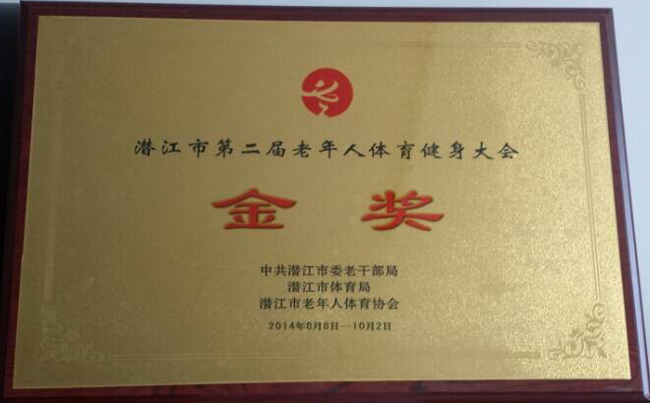 潜江市第二届老年人体育健身大会
金 奖
中共潜江市委老干部局
潜江市体育局
潜江市老年人体育协会
2014年8月8日—10月2日